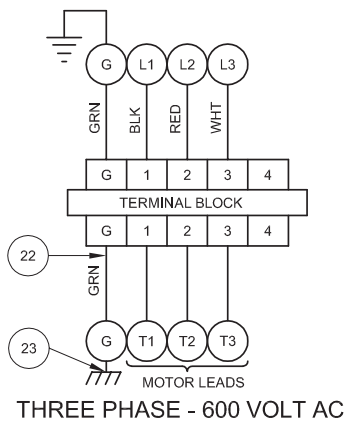 G L1 L2 L3
GRN BLK RED WHT
G 1 2 3 4
TERMINAL BLOCK
G 1 2 3 4
22
GRN
23
G T1 T2 T3
MOTOR LEADS
THREE PHASE - 600 VOLT AC